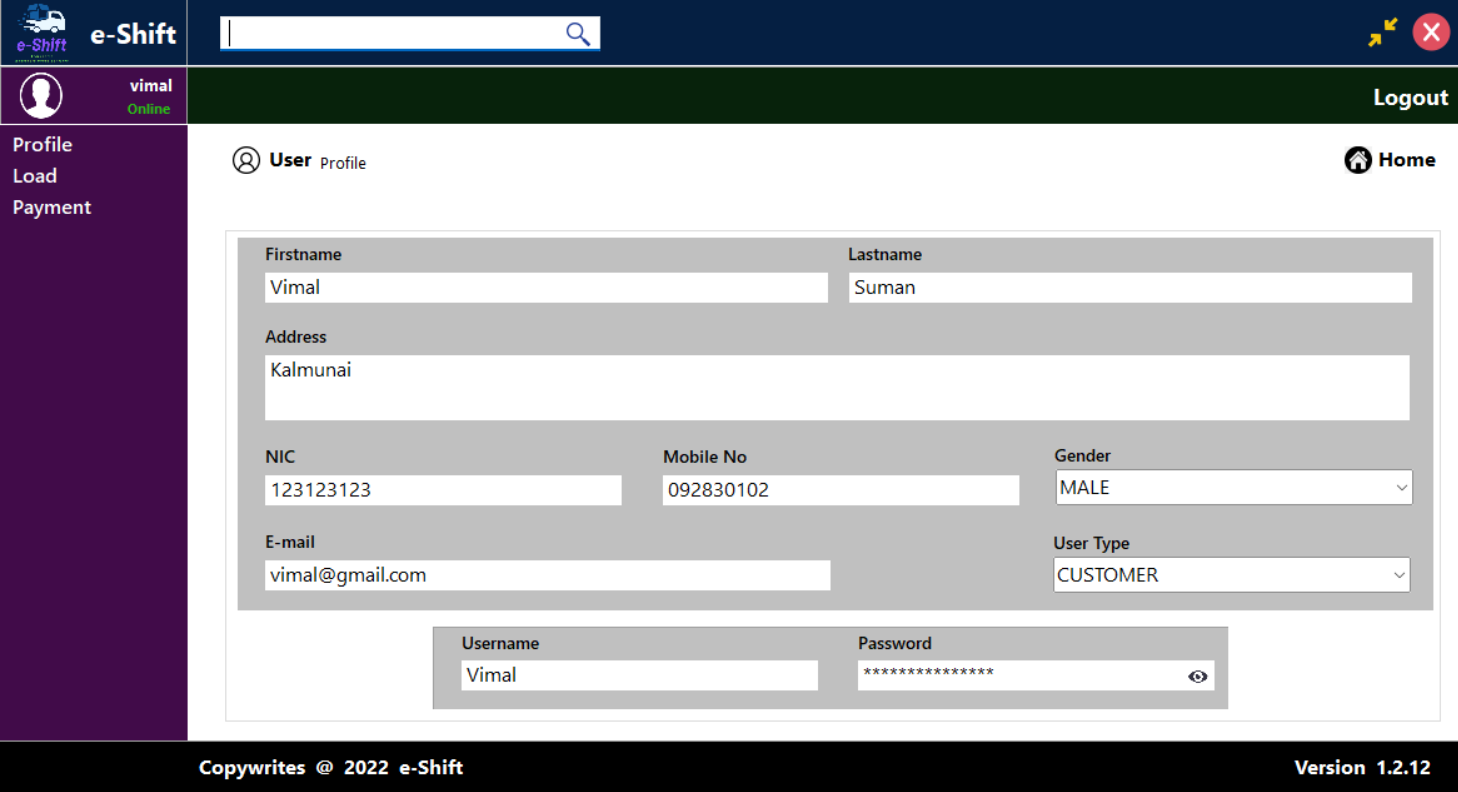 e-Shift
e-Shift
vimal
Online
Logout
Profile
Load
Payment
User Profile
Home
Firstname
Lastname
Vimal
Suman
Address
Kalmunai
NIC
Mobile No
Gender
123123123
092830102
MALE
E-mail
User Type
vimal@gmail.com
CUSTOMER
Username
Password
Vimal
***************
Copywrites @ 2022 e-Shift
Version 1.2.12